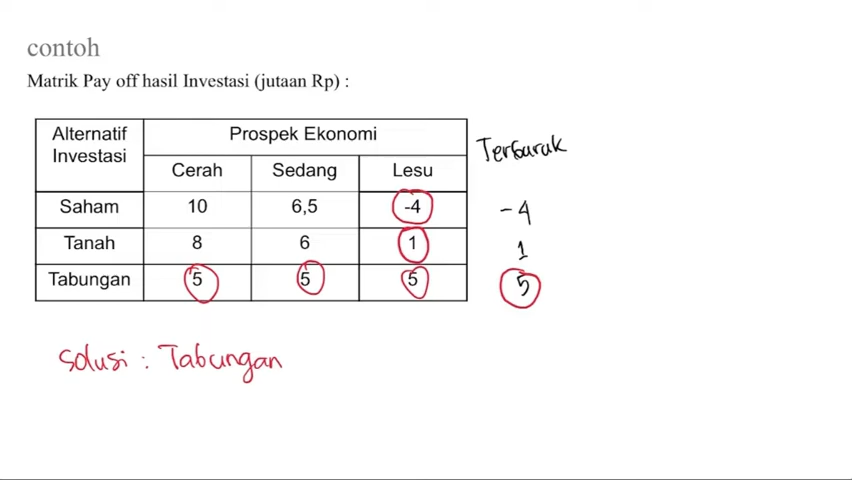 contoh
Matrik Pay off hasil Investasi (jutaan Rp) :
Alternatif Investasi Prospek Ekonomi Terburuk
Cerah Sedang Lesu
Saham 10 6,5 -4 -4
Tanah 8 6 1 1
Tabungan 5 5 5 5
Solusi : Tabungan